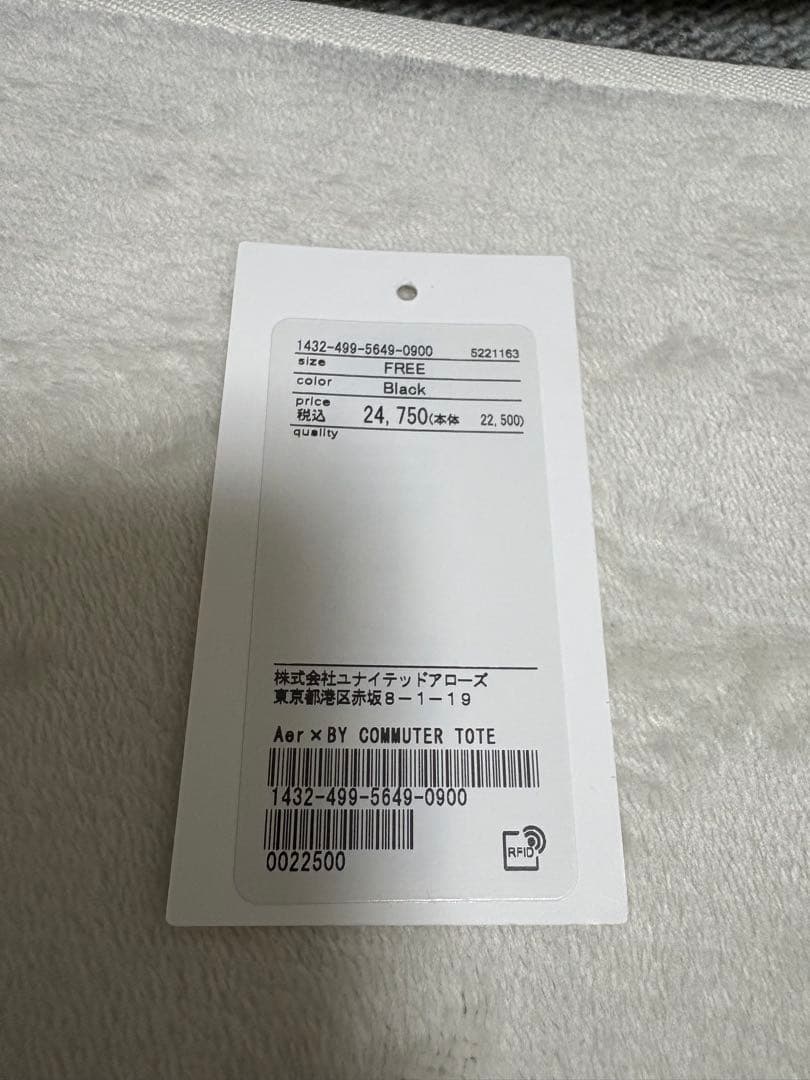 1432-499-5649-0900 5221163
size FREE
color Black
price
税込 24,750(本体 22,500)
quality
株式会社ユナイテッドアローズ
東京都港区赤坂8-1-19
Aer×BY COMMUTER TOTE
1432-499-5649-0900
0022500
RFID